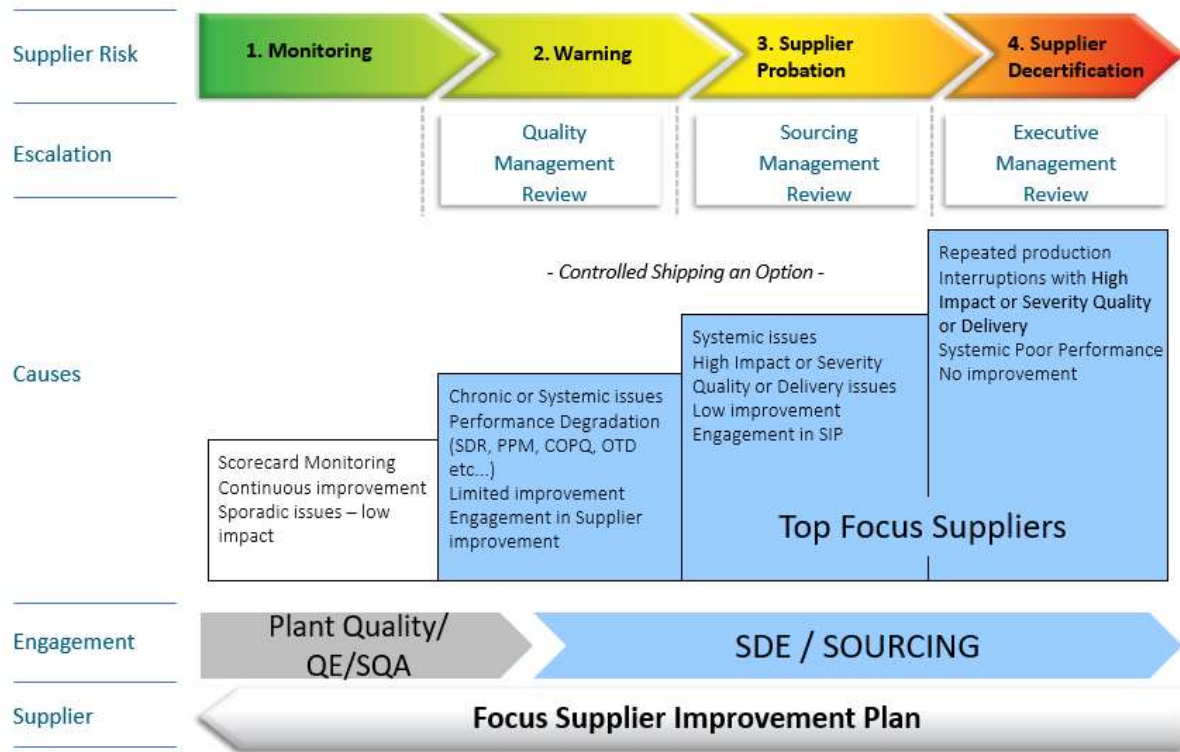 Supplier Risk
1. Monitoring
2. Warning
3. Supplier
Probation
4. Supplier
Decertification
Escalation
Quality
Management
Review
Sourcing
Management
Review
Executive
Management
Review
- Controlled Shipping an Option -
Causes
Scorecard Monitoring
Continuous improvement
Sporadic issues – low
impact
Chronic or Systemic issues
Performance Degradation
(SDR, PPM, COPQ, OTD
etc...)
Limited improvement
Engagement in Supplier
improvement
Systemic issues
High Impact or Severity
Quality or Delivery issues
Low improvement
Engagement in SIP
Repeated production
Interruptions with High
Impact or Severity Quality
or Delivery
Systemic Poor Performance
No improvement
Top Focus Suppliers
Engagement
Plant Quality/
QE/SQA
SDE / SOURCING
Supplier
Focus Supplier Improvement Plan